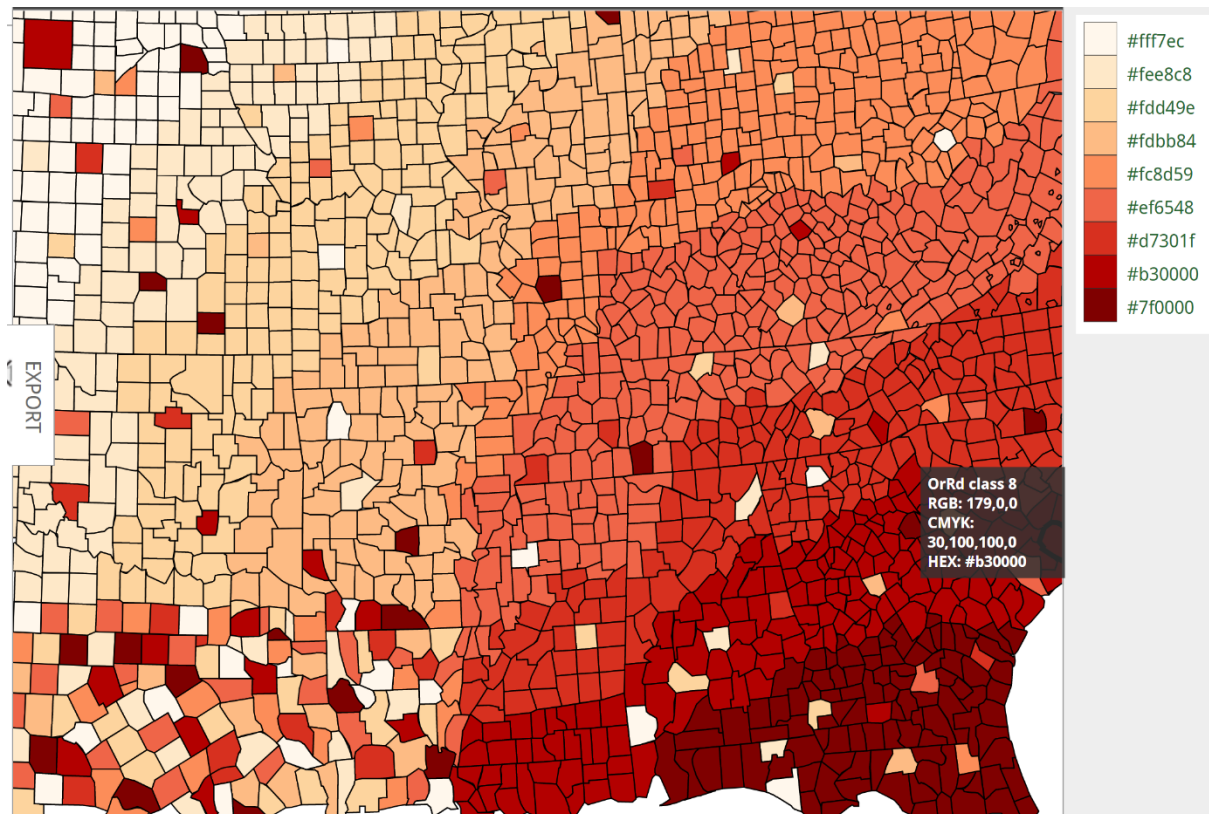 #fff7ec
#fee8c8
#fdd49e
#fdbb84
#fc8d59
#ef6548
#d7301f
#b30000
#7f0000
EXPORT
OrRd class 8
RGB: 179,0,0
CMYK:
30,100,100,0
HEX: #b30000